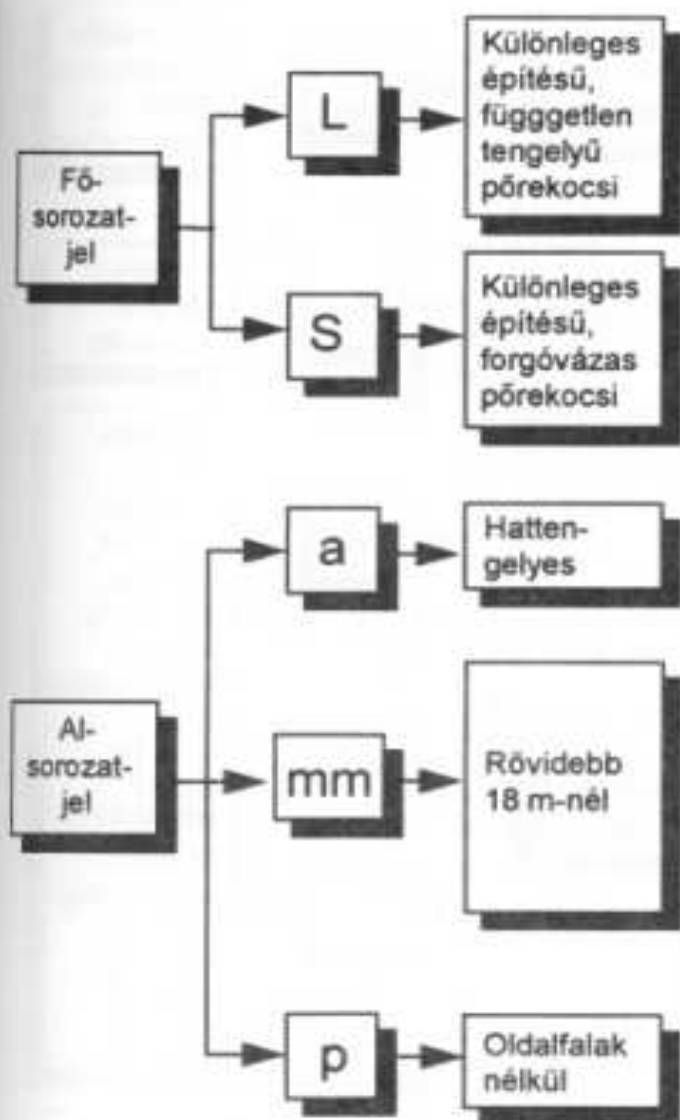 Fő-
sorozat-
jel
L
Különleges
építésű,
függgetlen
tengelyű
pőrekocsi
S
Különleges
építésű,
forgóvázas
pőrekocsi
Al-
sorozat-
jel
a
Hatten-
gelyes
mm
Rövidebb
18 m-nél
p
Oldalfalak
nélkül